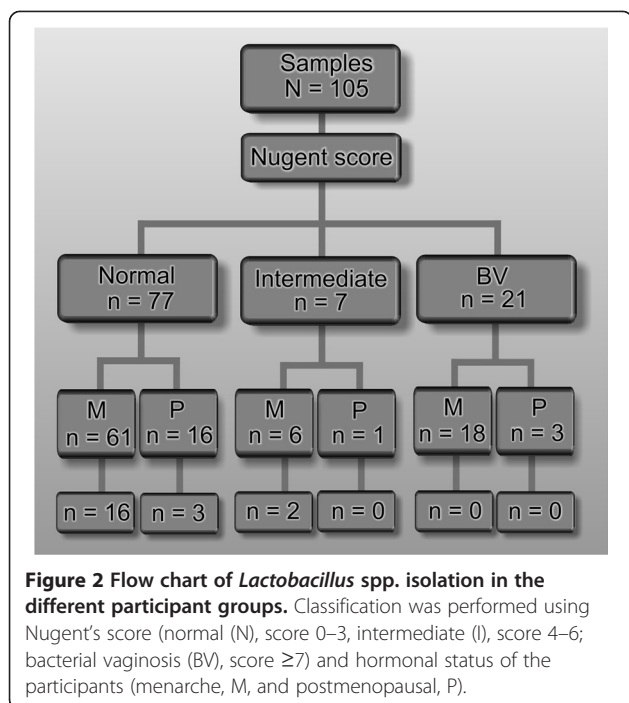 Samples
N = 105
Nugent score
Normal
n = 77
Intermediate
n = 7
BV
n = 21
M
n = 61
P
n = 16
M
n = 6
P
n = 1
M
n = 18
P
n = 3
n = 16
n = 3
n = 2
n = 0
n = 0
n = 0
Figure 2 Flow chart of Lactobacillus spp. isolation in the
different participant groups. Classification was performed using
Nugent's score (normal (N), score 0–3, intermediate (I), score 4–6;
bacterial vaginosis (BV), score ≥7) and hormonal status of the
participants (menarche, M, and postmenopausal, P).